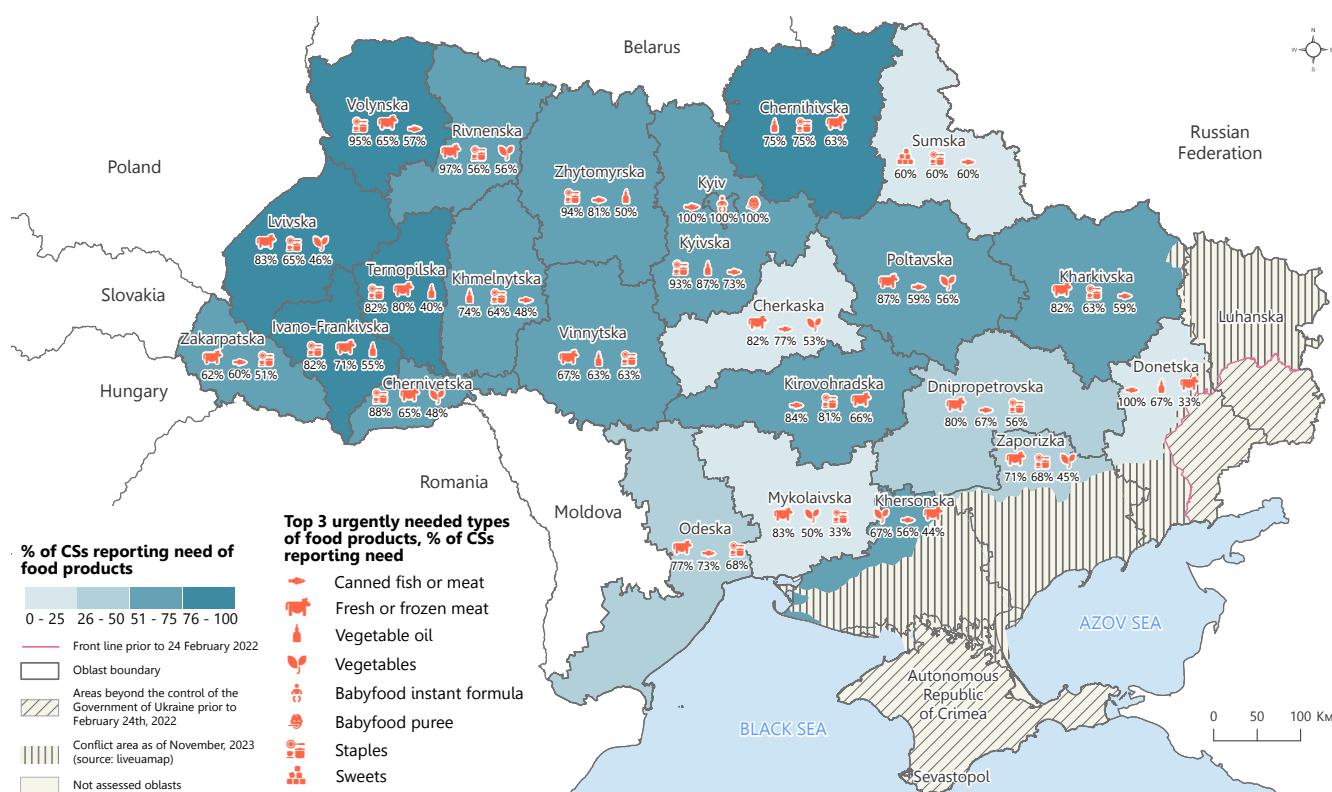 N
W
E
S
Belarus
Russian
Federation
Poland
Slovakia
Hungary
Romania
Moldova
Volynska
95% 65% 57%
Rivnenska
97% 56% 56%
Zhytomyrska
94% 81% 50%
Kyiv
100% 100% 100%
Kyivska
93% 87% 73%
Chernihivska
75% 75% 63%
Sumska
60% 60% 60%
Lvivska
83% 65% 46%
Ternopilska
82% 80% 40%
Khmelnytska
74% 64% 48%
Cherkaska
82% 77% 53%
Poltavska
87% 59% 56%
Kharkivska
82% 63% 59%
Luhanska
Zakarpatska
62% 60% 51%
Ivano-Frankivska
82% 71% 55%
Chernivetska
88% 65% 48%
Vinnytska
67% 63% 63%
Kirovohradska
84% 81% 66%
Dnipropetrovska
80% 67% 56%
Donetska
100% 67% 33%
Zaporizka
71% 68% 45%
Odeska
77% 73% 68%
Mykolaivska
83% 50% 33%
Khersonska
67% 56% 44%
AZOV SEA
BLACK SEA
Autonomous
Republic
of Crimea
Sevastopol
0 50 100 Км
% of CSs reporting need of
food products
0 - 25 26 - 50 51 - 75 76 - 100
Front line prior to 24 February 2022
Oblast boundary
Areas beyond the control of the
Government of Ukraine prior to
February 24th, 2022
Conflict area as of November, 2023
(source: liveuamap)
Not assessed oblasts
Top 3 urgently needed types
of food products, % of CSs
reporting need
Canned fish or meat
Fresh or frozen meat
Vegetable oil
Vegetables
Babyfood instant formula
Babyfood puree
Staples
Sweets